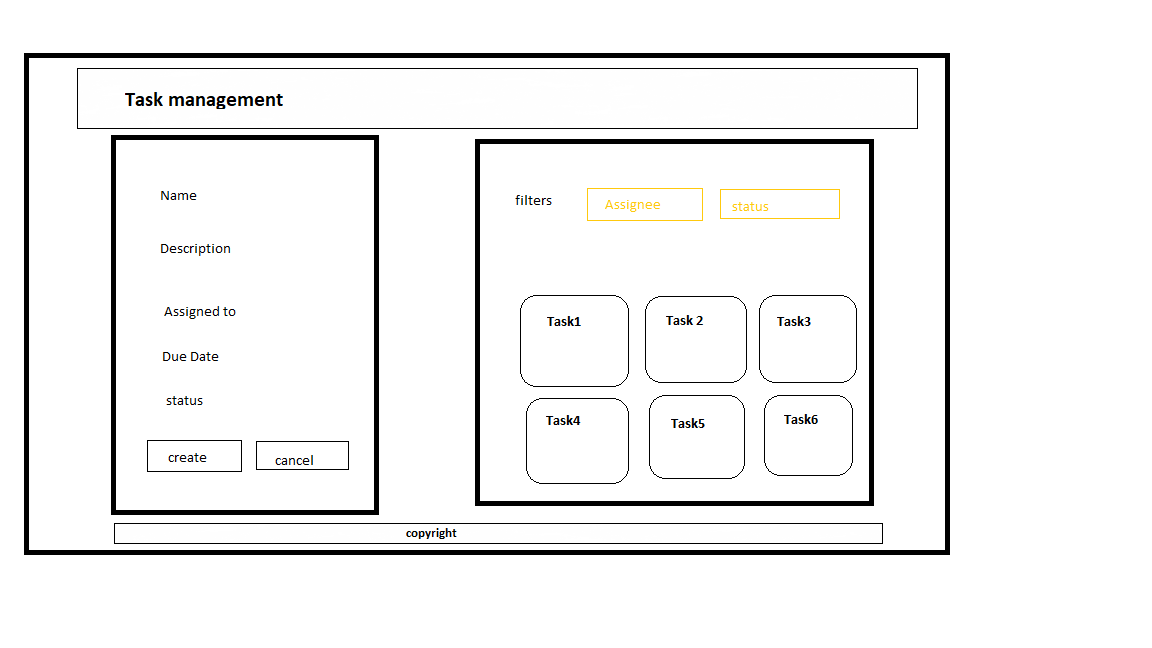 Task management
Name
Description
Assigned to
Due Date
status
create cancel
filters Assignee status
Task1 Task 2 Task3
Task4 Task5 Task6
copyright